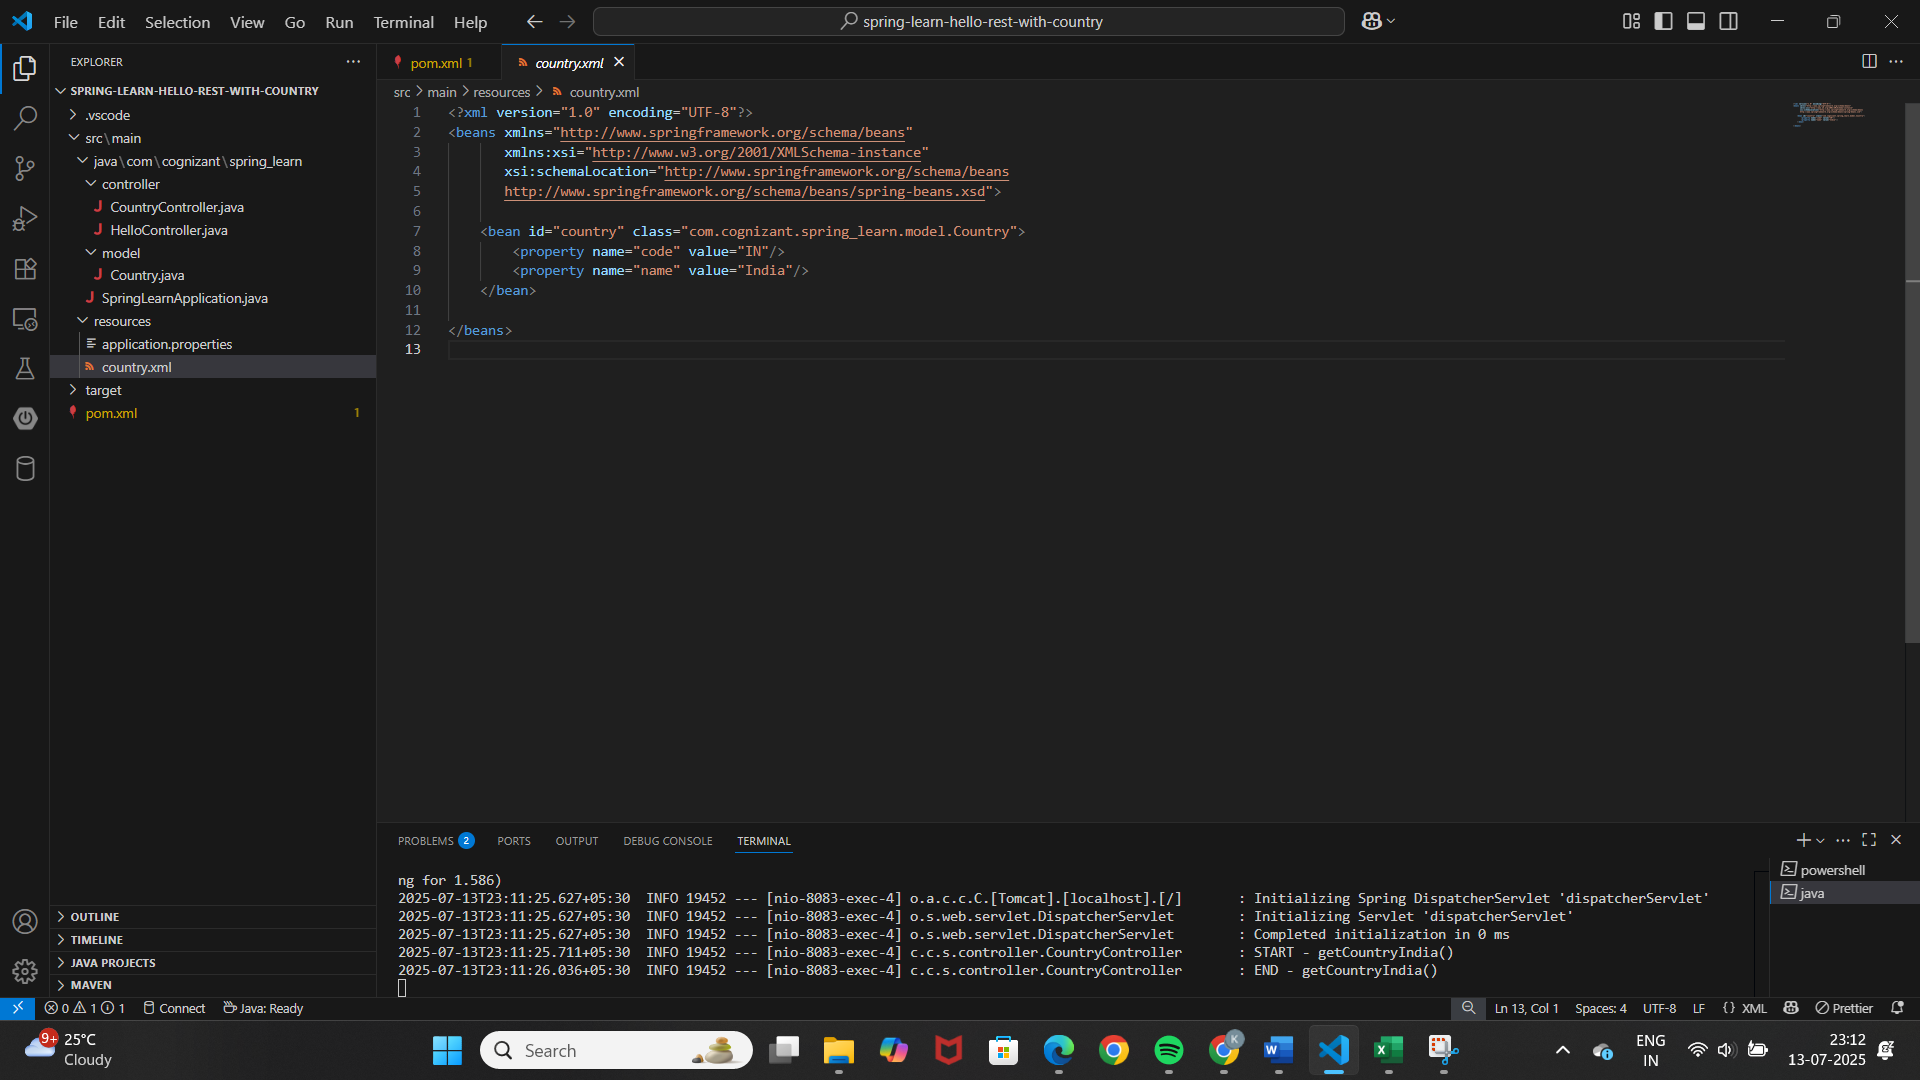 File Edit Selection View Go Run Terminal Help
spring-learn-hello-rest-with-country
EXPLORER
SPRING-LEARN-HELLO-REST-WITH-COUNTRY
.vscode
src\main
java\com\cognizant\spring_learn
controller
CountryController.java
HelloController.java
model
Country.java
SpringLearnApplication.java
resources
application.properties
country.xml
target
pom.xml 1
OUTLINE
TIMELINE
JAVA PROJECTS
MAVEN
pom.xml 1
country.xml
src > main > resources > country.xml
1 <?xml version="1.0" encoding="UTF-8"?>
2 <beans xmlns="http://www.springframework.org/schema/beans"
3 xmlns:xsi="http://www.w3.org/2001/XMLSchema-instance"
4 xsi:schemaLocation="http://www.springframework.org/schema/beans
5 http://www.springframework.org/schema/beans/spring-beans.xsd">
6
7 <bean id="country" class="com.cognizant.spring_learn.model.Country">
8 <property name="code" value="IN"/>
9 <property name="name" value="India"/>
10 </bean>
11
12 </beans>
13
PROBLEMS 2 PORTS OUTPUT DEBUG CONSOLE TERMINAL
powershell
java
ng for 1.586)
2025-07-13T23:11:25.627+05:30 INFO 19452 --- [nio-8083-exec-4] o.a.c.c.C.[Tomcat].[localhost].[/] : Initializing Spring DispatcherServlet 'dispatcherServlet'
2025-07-13T23:11:25.627+05:30 INFO 19452 --- [nio-8083-exec-4] o.s.web.servlet.DispatcherServlet : Initializing Servlet 'dispatcherServlet'
2025-07-13T23:11:25.627+05:30 INFO 19452 --- [nio-8083-exec-4] o.s.web.servlet.DispatcherServlet : Completed initialization in 0 ms
2025-07-13T23:11:25.711+05:30 INFO 19452 --- [nio-8083-exec-4] c.c.s.controller.CountryController : START - getCountryIndia()
2025-07-13T23:11:26.036+05:30 INFO 19452 --- [nio-8083-exec-4] c.c.s.controller.CountryController : END - getCountryIndia()
0 1 1 Connect Java: Ready
Ln 13, Col 1 Spaces: 4 UTF-8 LF {} XML Prettier
9+ 25°C
Cloudy
Search
K
ENG
IN
23:12
13-07-2025